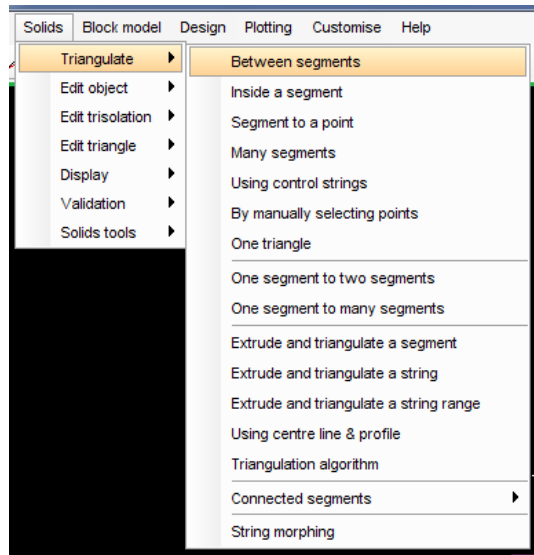 Solids Block model Design Plotting Customise Help
Triangulate
Edit object
Edit trisolation
Edit triangle
Display
Validation
Solids tools
Between segments
Inside a segment
Segment to a point
Many segments
Using control strings
By manually selecting points
One triangle
One segment to two segments
One segment to many segments
Extrude and triangulate a segment
Extrude and triangulate a string
Extrude and triangulate a string range
Using centre line & profile
Triangulation algorithm
Connected segments
String morphing